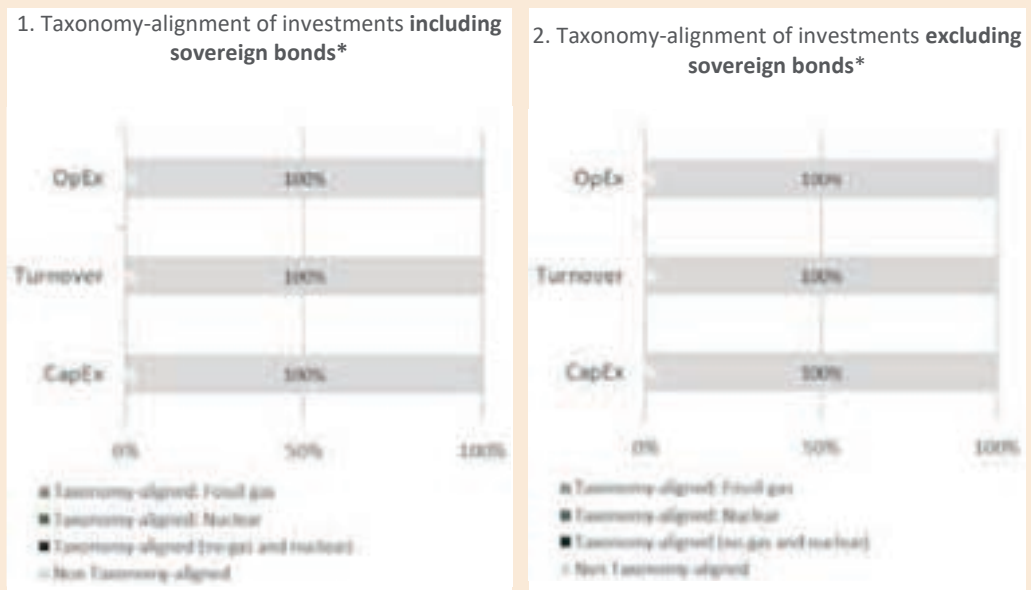 1. Taxonomy-alignment of investments including
sovereign bonds*
OpEx
100%
Turnover
100%
CapEx
100%
0%
50%
100%
Taxonomy-aligned: Fossil gas
Taxonomy-aligned: Nuclear
Taxonomy-aligned (no gas and nuclear)
Non Taxonomy-aligned
2. Taxonomy-alignment of investments excluding
sovereign bonds*
OpEx
100%
Turnover
100%
CapEx
100%
0%
50%
100%
Taxonomy-aligned: Fossil gas
Taxonomy-aligned: Nuclear
Taxonomy-aligned (no gas and nuclear)
Non Taxonomy-aligned